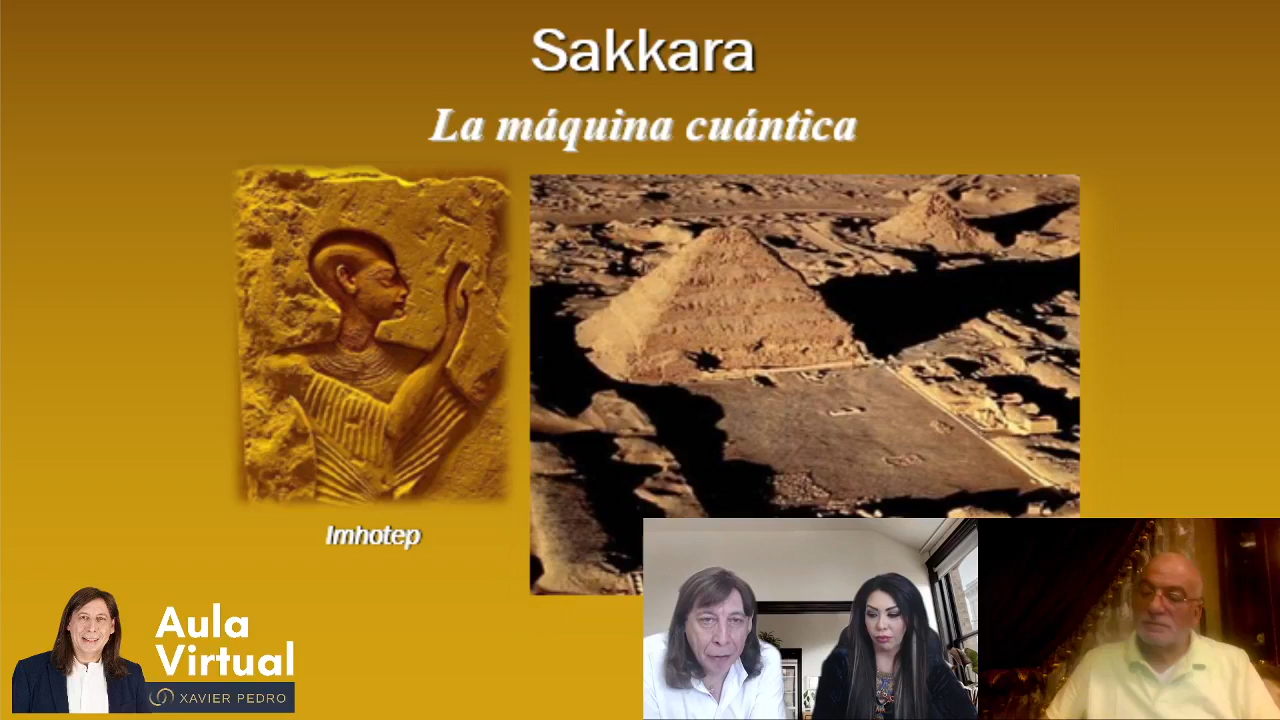 Sakkara
La máquina cuántica
Imhotep
Aula
Virtual
XAVIER PEDRO